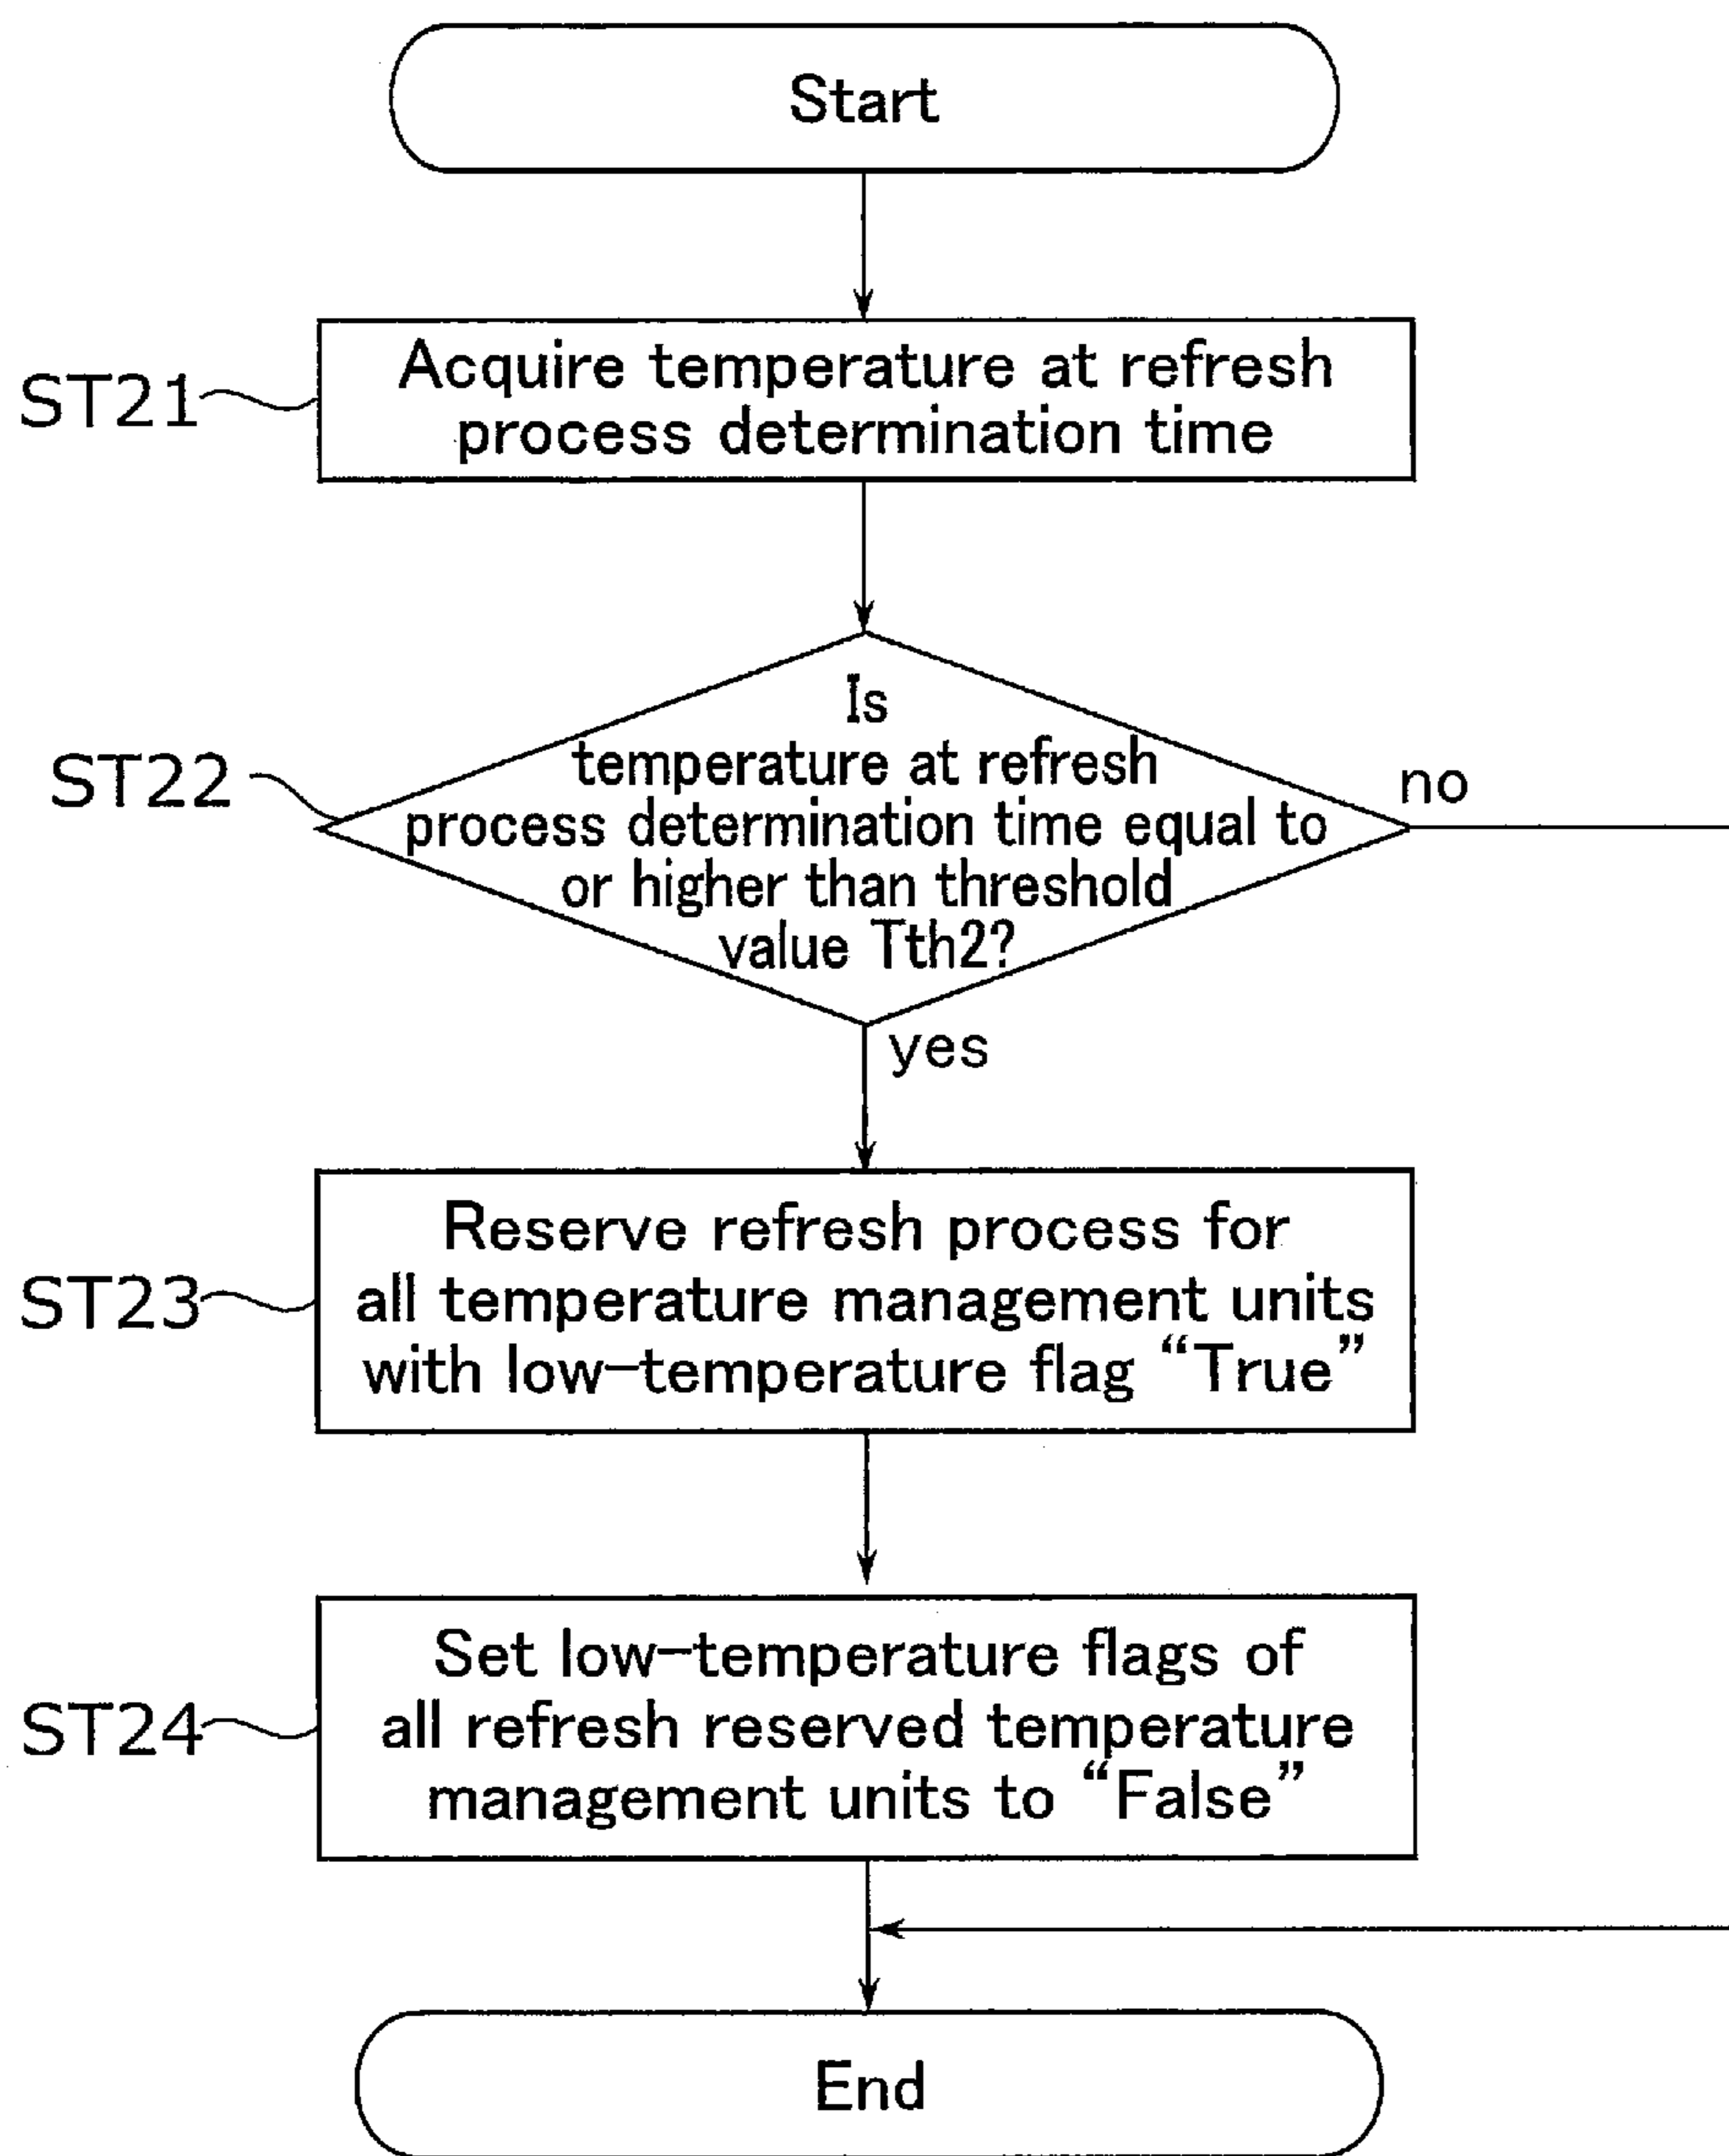 Start
ST21
Acquire temperature at refresh
process determination time
ST22
Is
temperature at refresh
process determination time equal to
or higher than threshold
value Tth2?
no
yes
ST23
Reserve refresh process for
all temperature management units
with low-temperature flag “True”
ST24
Set low-temperature flags of
all refresh reserved temperature
management units to “False”
End